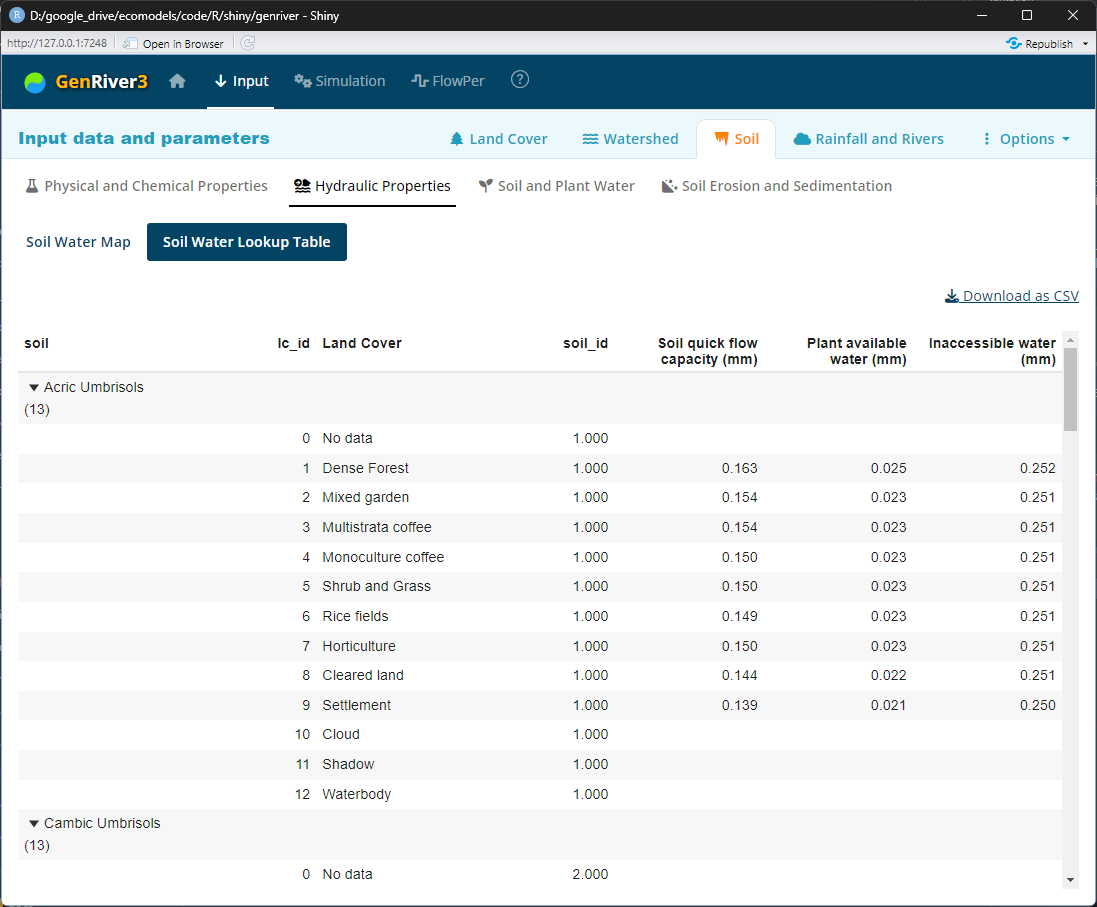 D:/google_drive/ecomodels/code/R/shiny/genriver - Shiny
http://127.0.0.1:7248 Open in Browser Republish
GenRiver3 Input Simulation FlowPer ?
Input data and parameters Land Cover Watershed Soil Rainfall and Rivers Options
Physical and Chemical Properties Hydraulic Properties Soil and Plant Water Soil Erosion and Sedimentation
Soil Water Map Soil Water Lookup Table
Download as CSV
soil lc_id Land Cover soil_id Soil quick flow capacity (mm) Plant available water (mm) Inaccessible water (mm)
Acric Umbrisols
(13)
0 No data 1.000
1 Dense Forest 1.000 0.163 0.025 0.252
2 Mixed garden 1.000 0.154 0.023 0.251
3 Multistrata coffee 1.000 0.154 0.023 0.251
4 Monoculture coffee 1.000 0.150 0.023 0.251
5 Shrub and Grass 1.000 0.150 0.023 0.251
6 Rice fields 1.000 0.149 0.023 0.251
7 Horticulture 1.000 0.150 0.023 0.251
8 Cleared land 1.000 0.144 0.022 0.251
9 Settlement 1.000 0.139 0.021 0.250
10 Cloud 1.000
11 Shadow 1.000
12 Waterbody 1.000
Cambic Umbrisols
(13)
0 No data 2.000